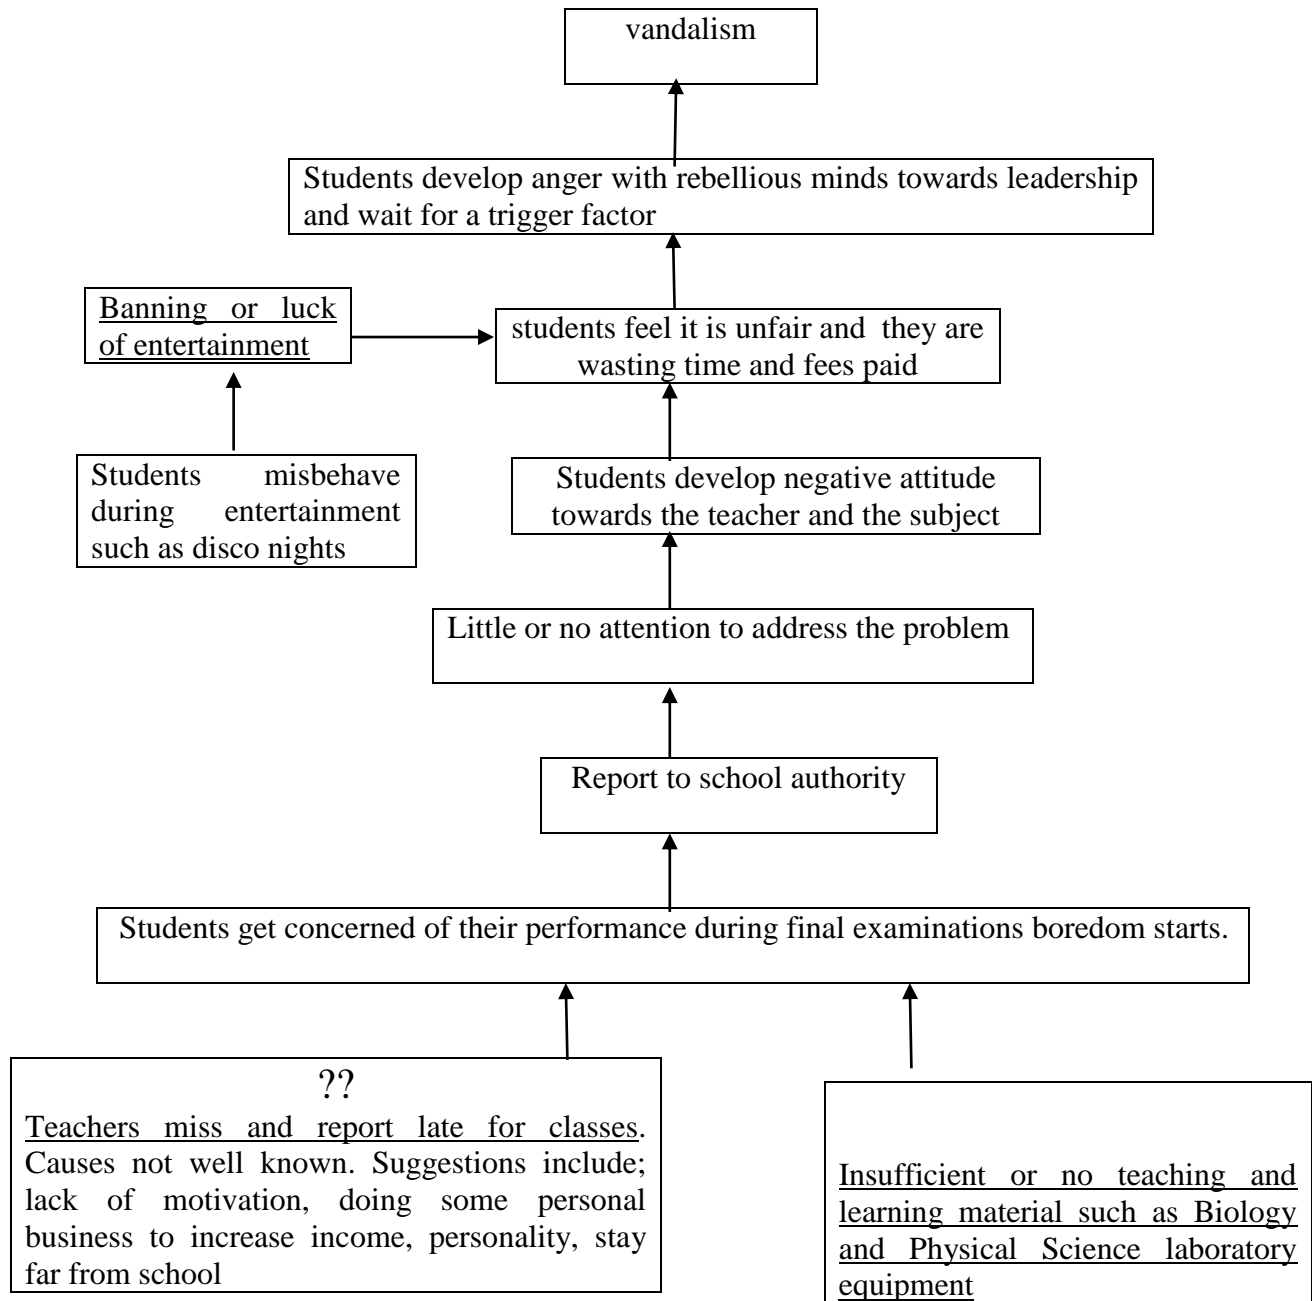 vandalism
Students develop anger with rebellious minds towards leadership
and wait for a trigger factor
Banning or luck
of entertainment
students feel it is unfair and  they are
wasting time and fees paid
Students misbehave
during entertainment
such as disco nights
Students develop negative attitude
towards the teacher and the subject
Little or no attention to address the problem
Report to school authority
Students get concerned of their performance during final examinations boredom starts.
??
Teachers miss and report late for classes.
Causes not well known. Suggestions include;
lack of motivation, doing some personal
business to increase income, personality, stay
far from school
Insufficient or no teaching and
learning material such as Biology
and Physical Science laboratory
equipment